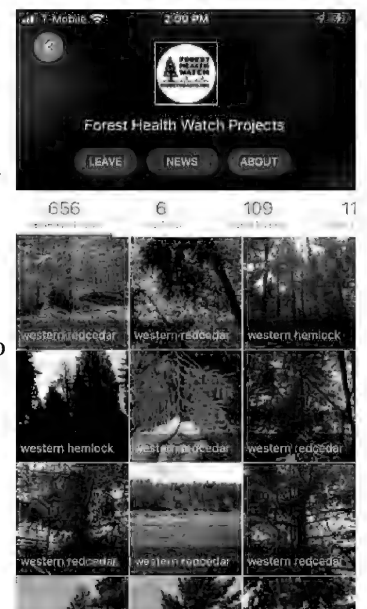 T-Mobile 2:00 PM
FOREST
HEALTH
WATCH
Forest Health Watch Projects
LEAVE NEWS ABOUT
656 6 109 11
western redcedar western redcedar western hemlock
western hemlock western redcedar western redcedar
western redcedar western redcedar western redcedar